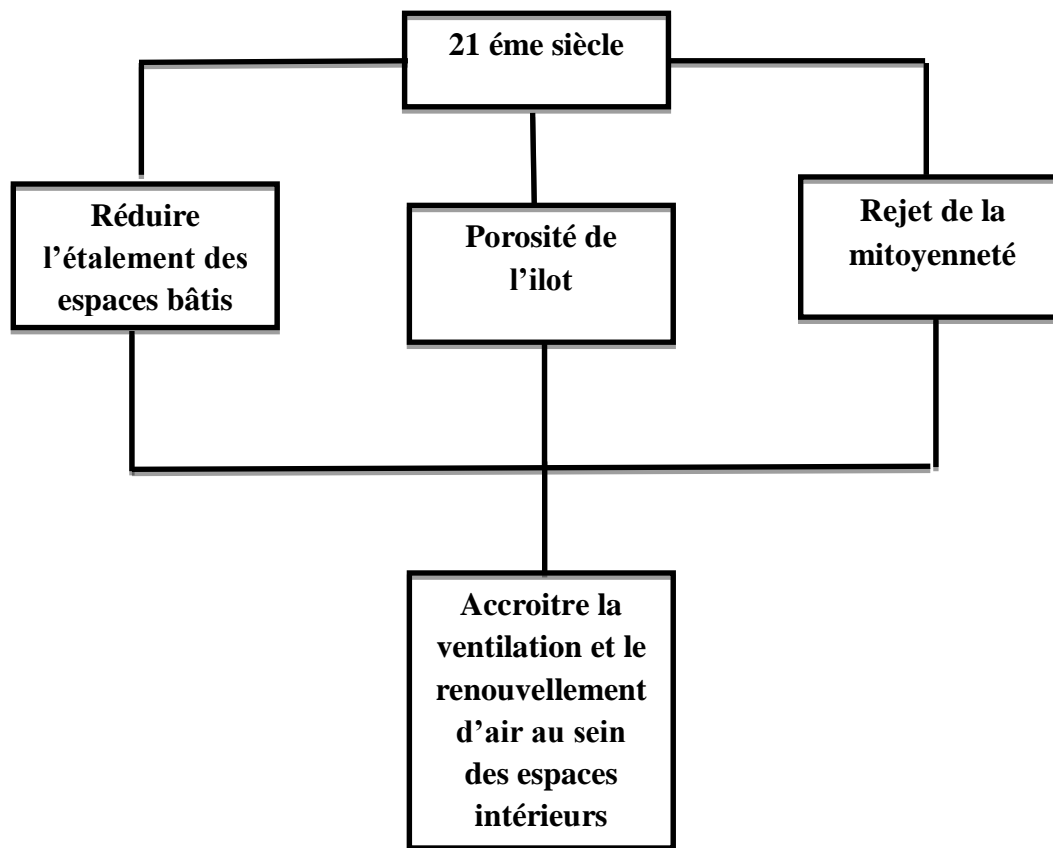 21 éme siècle
Réduire
l’étalement des
espaces bâtis
Porosité de
l’ilot
Rejet de la
mitoyenneté
Accroitre la
ventilation et le
renouvellement
d’air au sein
des espaces
intérieurs